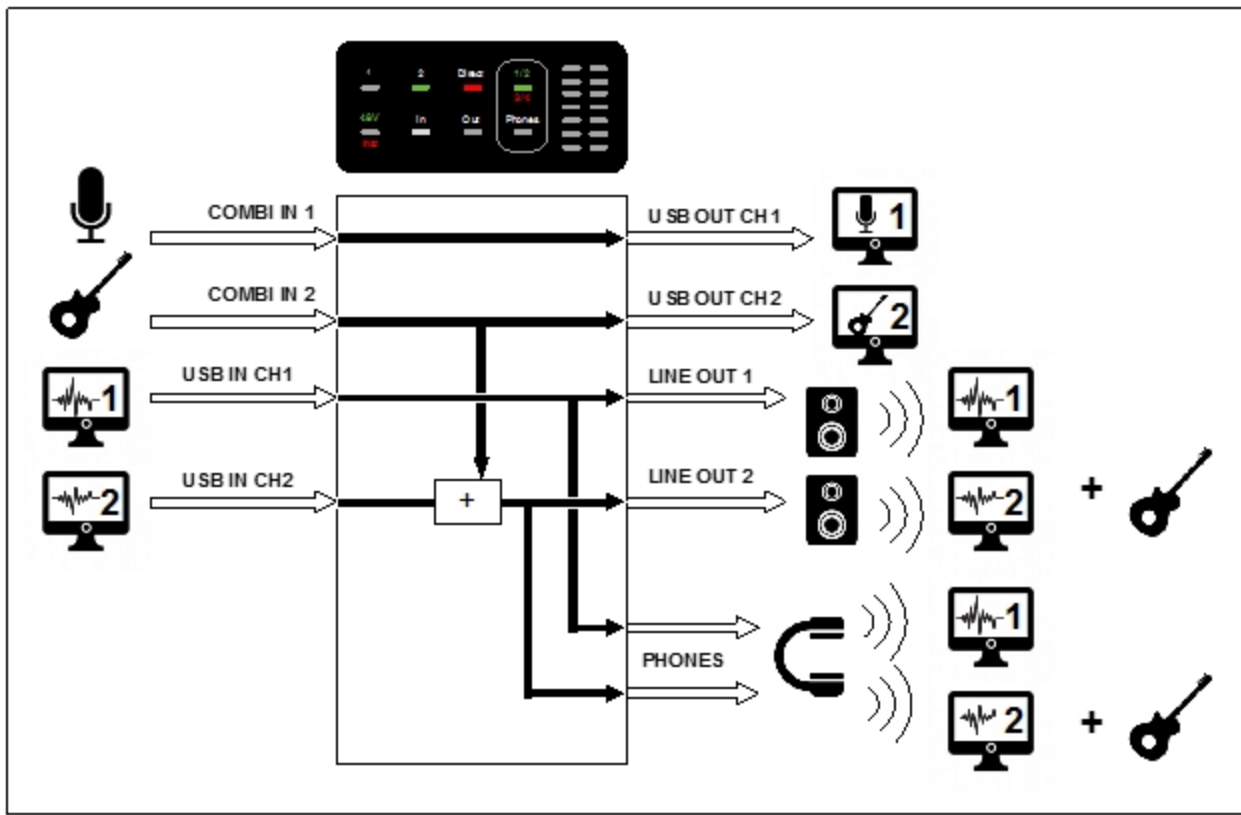 1 2 Direct 1/2
3/4
48V In Out Phones
Inst
COMBI IN 1
USB OUT CH1
1
COMBI IN 2
USB OUT CH2
2
USB IN CH1
LINE OUT 1
1
1
USB IN CH2
LINE OUT 2
2
+
2
+
1
PHONES
2
+